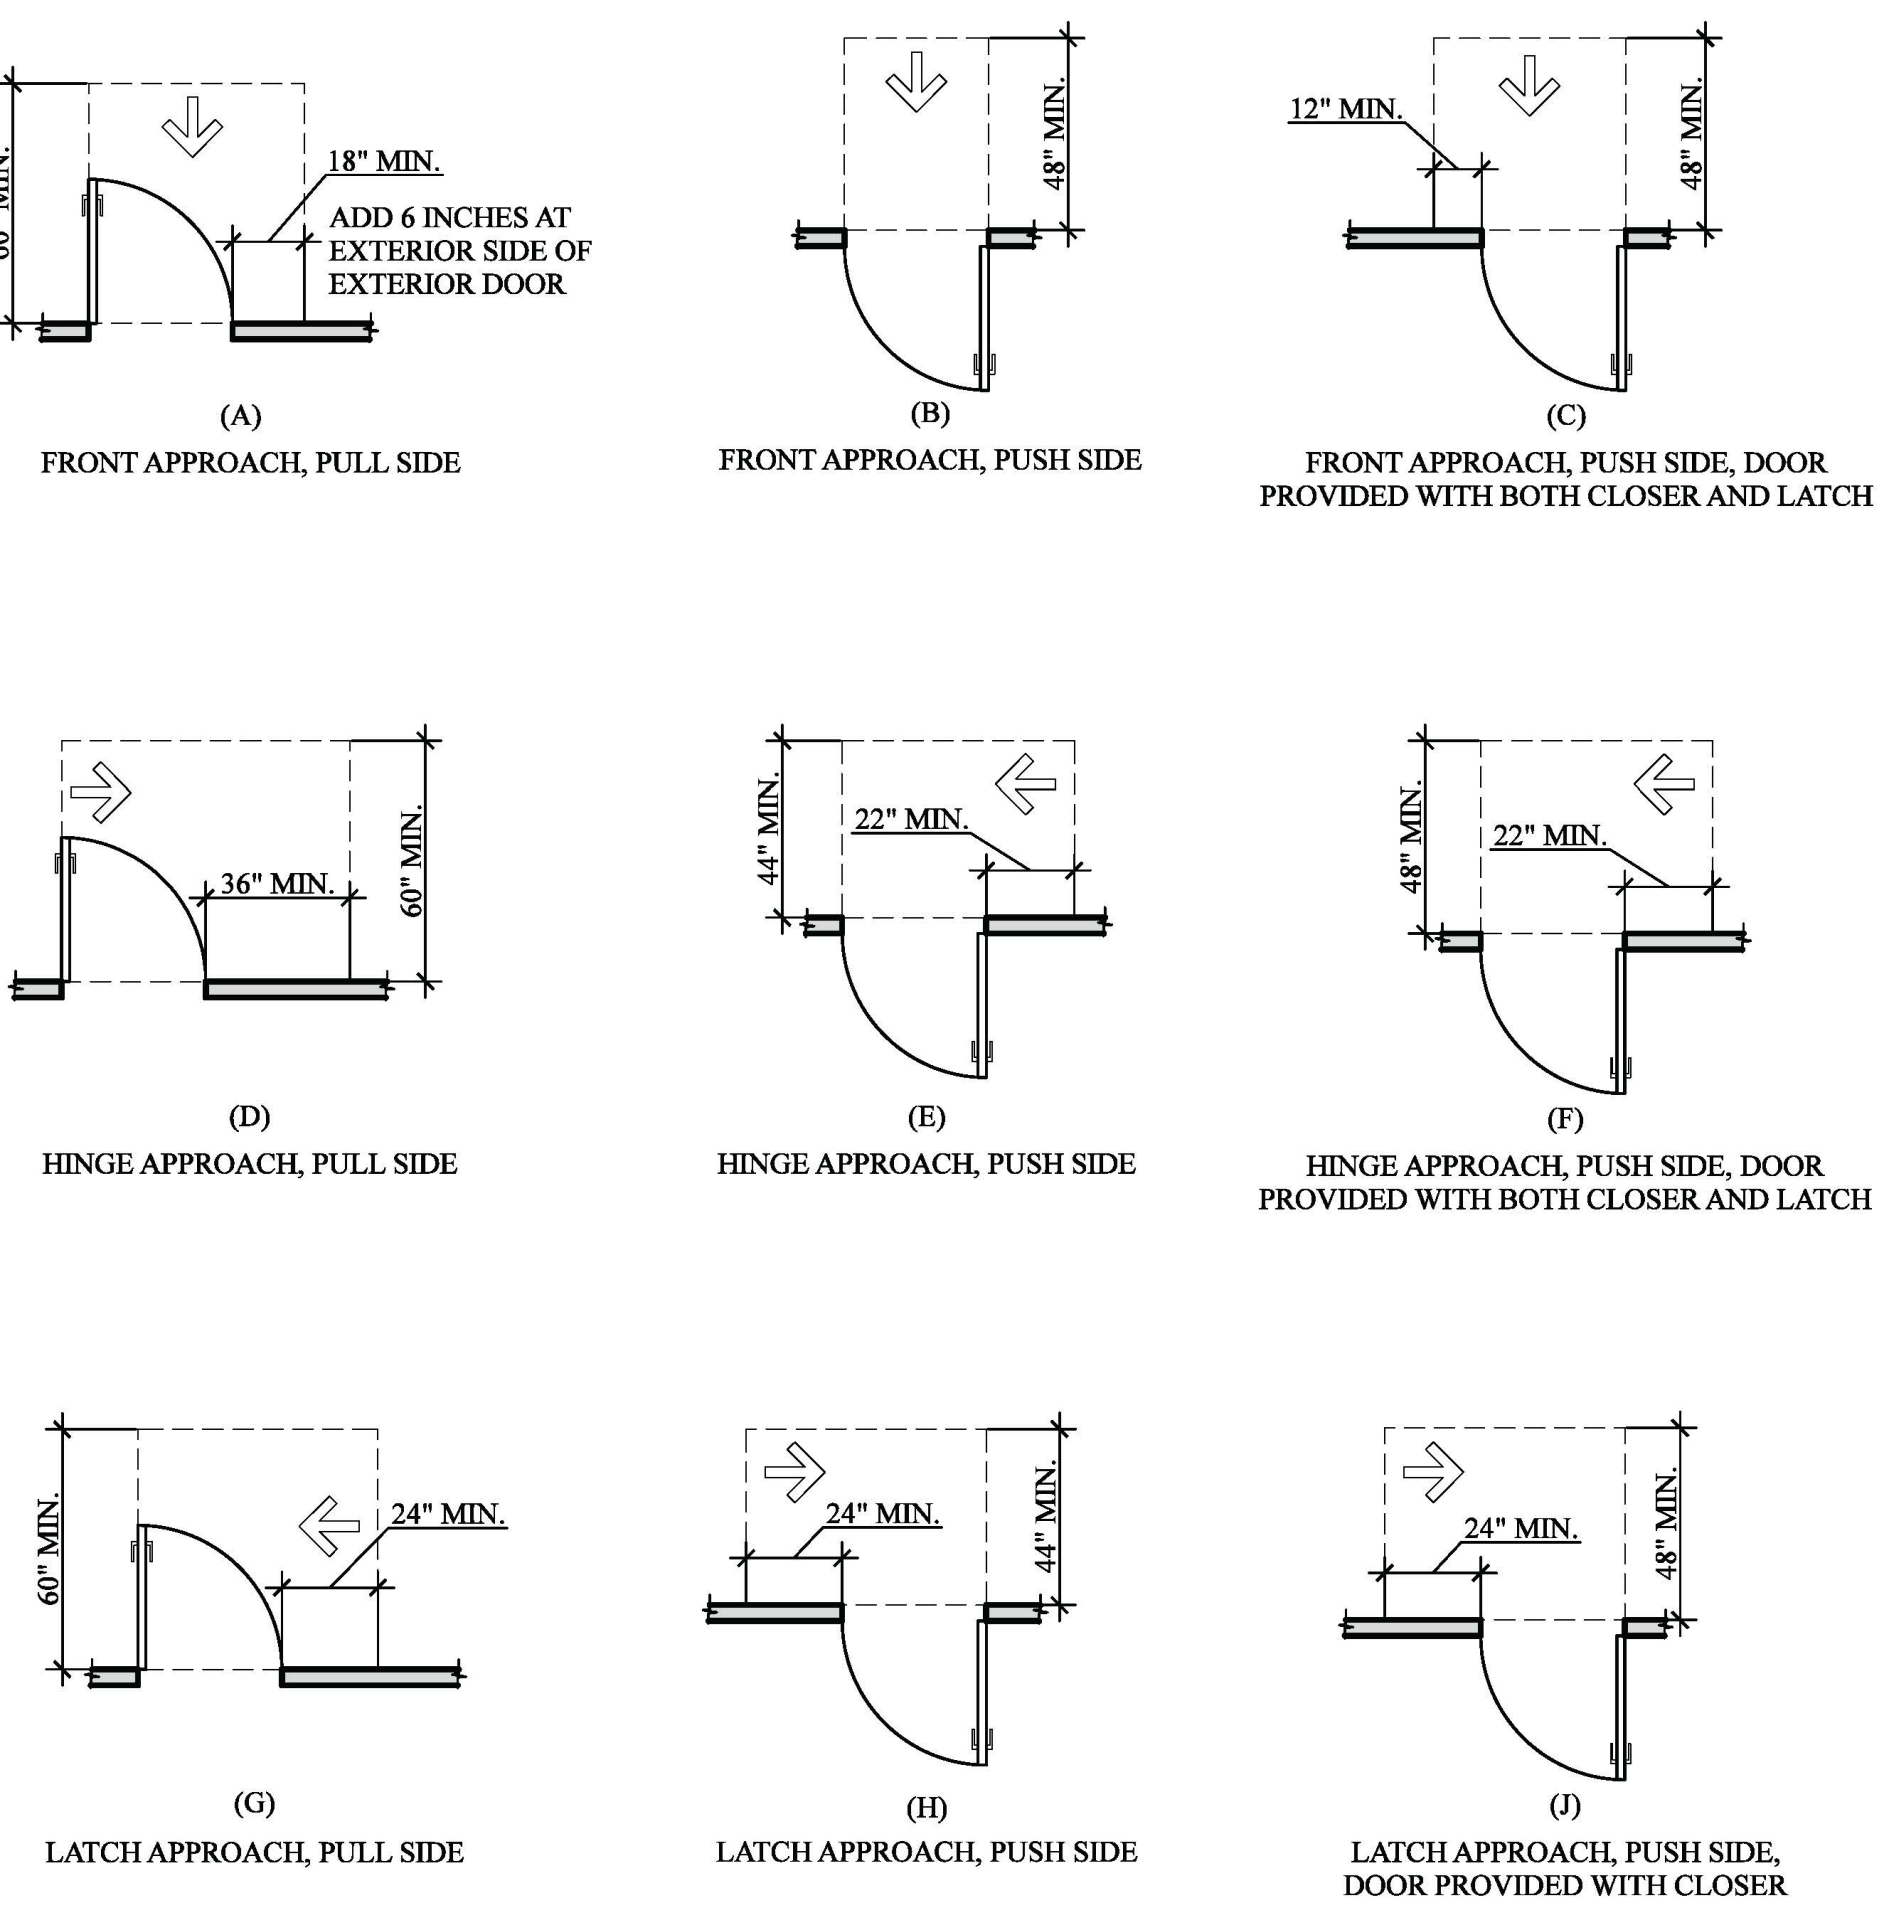 48" MIN.
48" MIN.
12" MIN.
18" MIN.
MIN.
ADD 6 INCHES AT
EXTERIOR SIDE OF
EXTERIOR DOOR
(A)
FRONT APPROACH, PULL SIDE
(B)
FRONT APPROACH, PUSH SIDE
(C)
FRONT APPROACH, PUSH SIDE, DOOR
PROVIDED WITH BOTH CLOSER AND LATCH
36" MIN.
60" MIN.
44" MIN.
22" MIN.
48" MIN.
22" MIN.
(D)
HINGE APPROACH, PULL SIDE
(E)
HINGE APPROACH, PUSH SIDE
(F)
HINGE APPROACH, PUSH SIDE, DOOR
PROVIDED WITH BOTH CLOSER AND LATCH
60" MIN.
24" MIN.
24" MIN.
44" MIN.
24" MIN.
48" MIN.
(G)
LATCH APPROACH, PULL SIDE
(H)
LATCH APPROACH, PUSH SIDE
(J)
LATCH APPROACH, PUSH SIDE,
DOOR PROVIDED WITH CLOSER